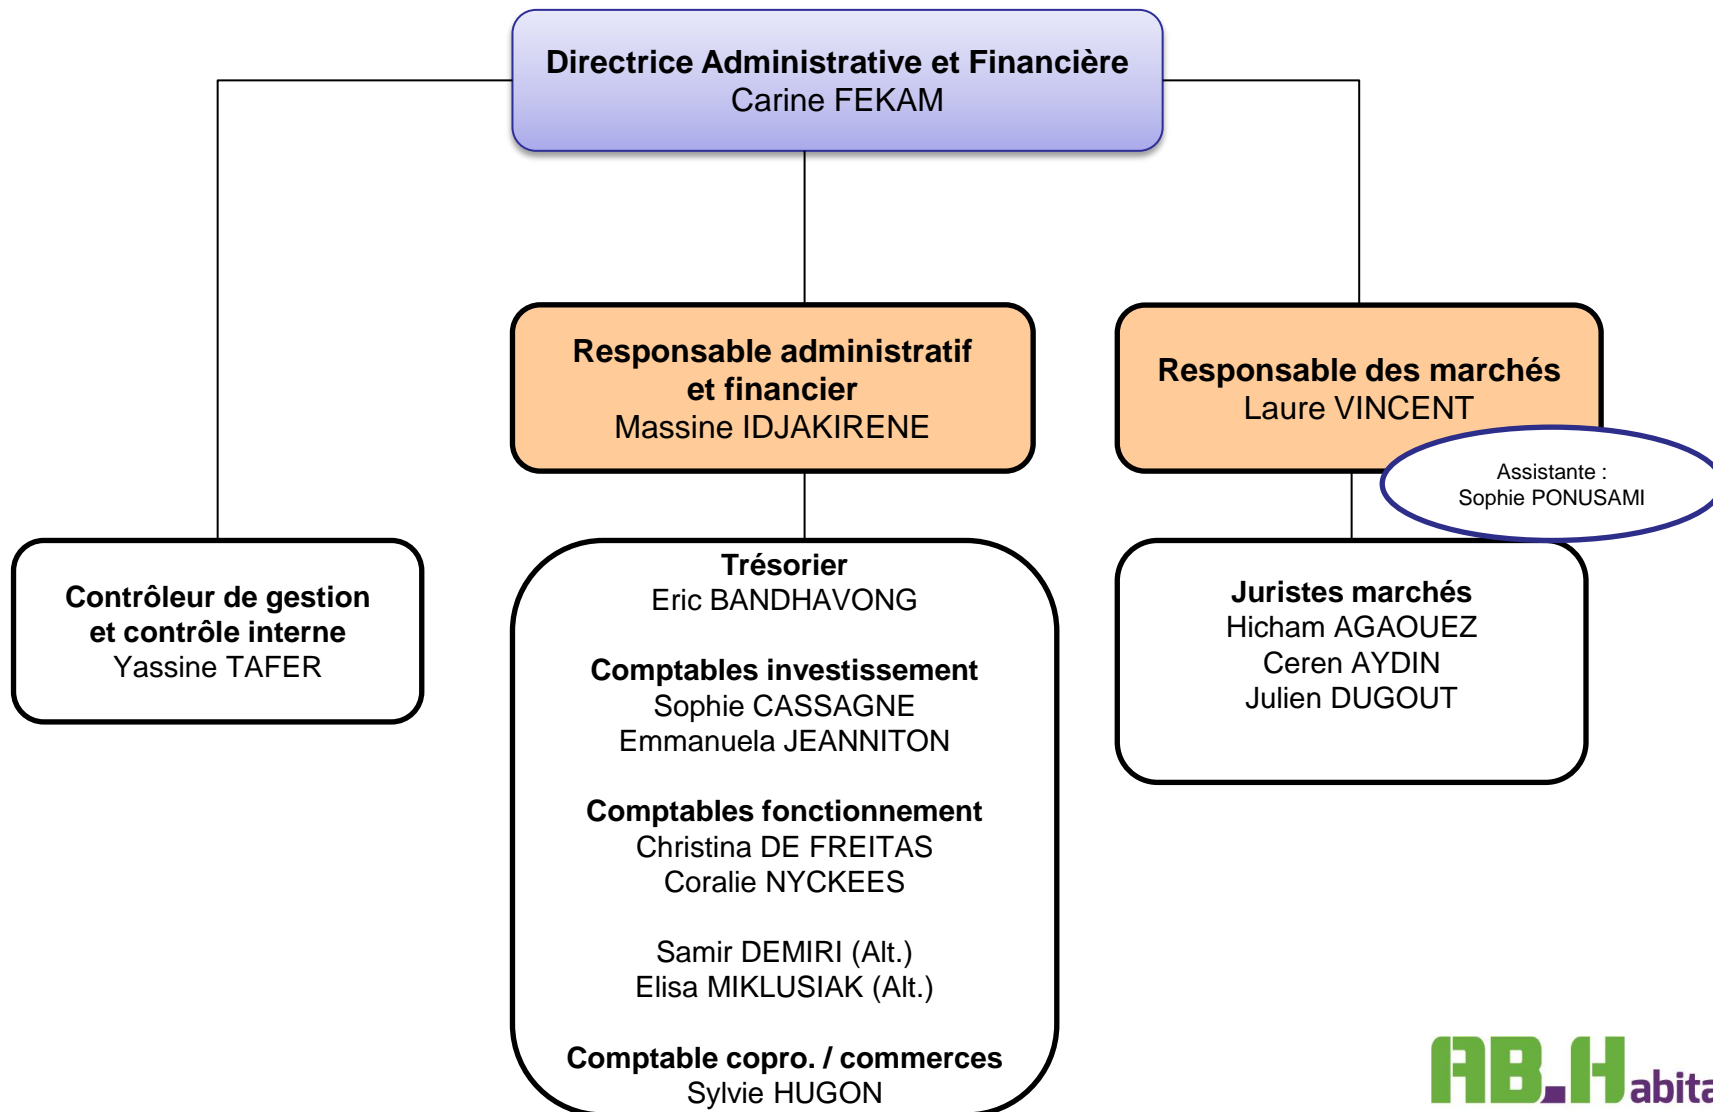 Directrice Administrative et Financière
Carine FEKAM
Responsable administratif
et financier
Massine IDJAKIRENE
Responsable des marchés
Laure VINCENT
Assistante :
Sophie PONUSAMI
Contrôleur de gestion
et contrôle interne
Yassine TAFER
Trésorier
Eric BANDHAVONG
Comptables investissement
Sophie CASSAGNE
Emmanuela JEANNITON
Comptables fonctionnement
Christina DE FREITAS
Coralie NYCKEES
Samir DEMIRI (Alt.)
Elisa MIKLUSIAK (Alt.)
Comptable copro. / commerces
Sylvie HUGON
Juristes marchés
Hicham AGAOUEZ
Ceren AYDIN
Julien DUGOUT
AB.Habita